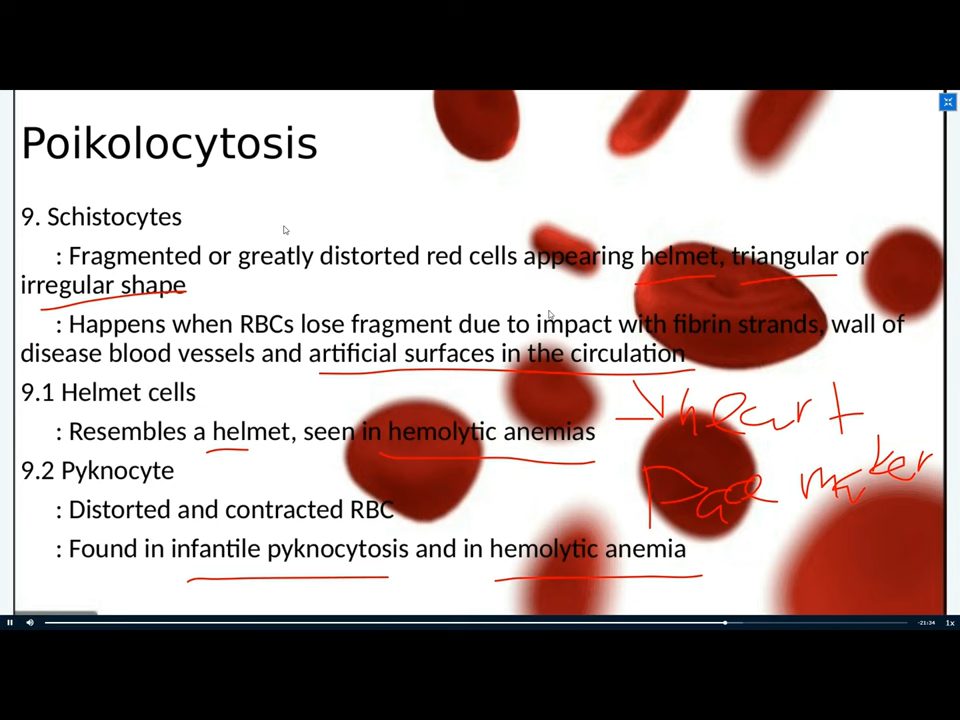 Poikolocytosis
9. Schistocytes
: Fragmented or greatly distorted red cells appearing helmet, triangular or
irregular shape
: Happens when RBCs lose fragment due to impact with fibrin strands, wall of
disease blood vessels and artificial surfaces in the circulation
9.1 Helmet cells
heart
: Resembles a helmet, seen in hemolytic anemias
9.2 Pyknocyte
pace maker
: Distorted and contracted RBC
: Found in infantile pyknocytosis and in hemolytic anemia
-21:34 1x